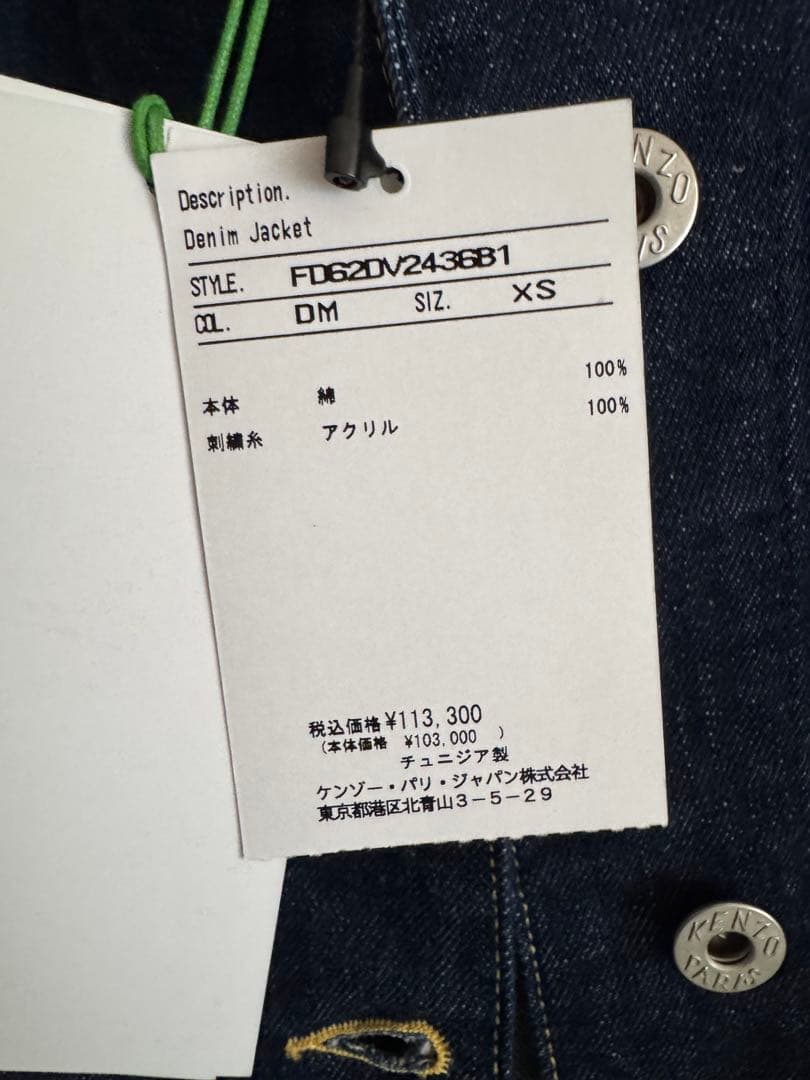 Description.
Denim Jacket
STYLE. FD62DV2436B1
COL. DM SIZ. XS
本体 綿 100%
刺繍糸 アクリル 100%
税込価格 ¥113,300
(本体価格 ¥103,000 )
チュニジア製
ケンゾー・パリ・ジャパン株式会社
東京都港区北青山3-5-29
KENZO
PARIS